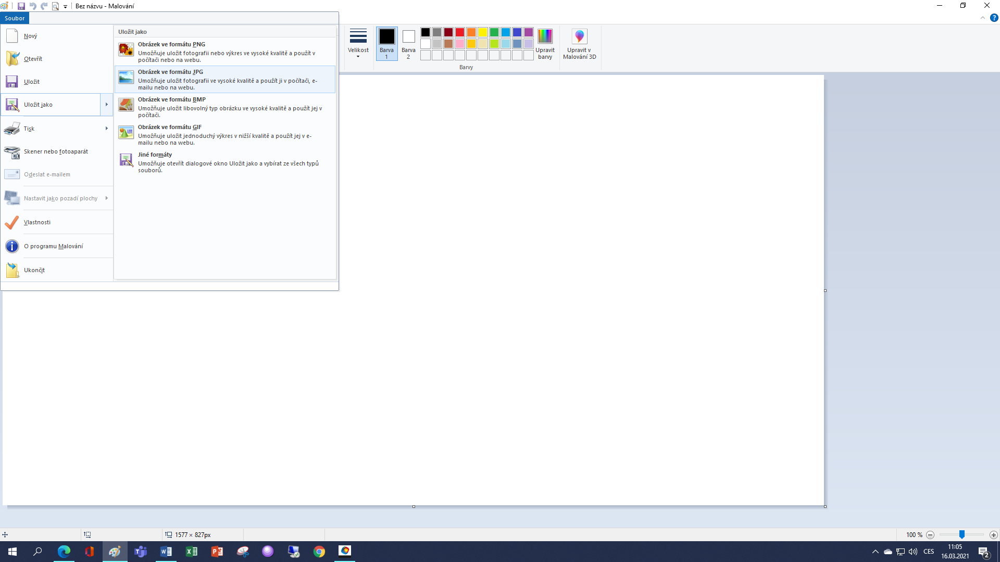 Bez názvu - Malování
Soubor
Nový
Otevřít
Uložit
Uložit jako
Tisk
Skener nebo fotoaparát
Odeslat e-mailem
Nastavit jako pozadí plochy
Vlastnosti
O programu Malování
Ukončit
Uložit jako
Obrázek ve formátu PNG
Umožňuje uložit fotografii nebo výkres ve vysoké kvalitě a použít v
počítači nebo na webu.
Obrázek ve formátu JPG
Umožňuje uložit fotografii ve vysoké kvalitě a použít ji v počítači, e-
mailu nebo na webu.
Obrázek ve formátu BMP
Umožňuje uložit libovolný typ obrázku ve vysoké kvalitě a použít jej v
počítači.
Obrázek ve formátu GIF
Umožňuje uložit jednoduchý výkres v nižší kvalitě a použít jej v e-
mailu nebo na webu.
Jiné formáty
Umožňuje otevřít dialogové okno Uložit jako a vybírat ze všech typů
souborů.
Velikost
Barva
1
Barva
2
Upravit
barvy
Barvy
Upravit v
Malování 3D
1577 × 827px
100 %
CES
11:05
16.03.2021
2